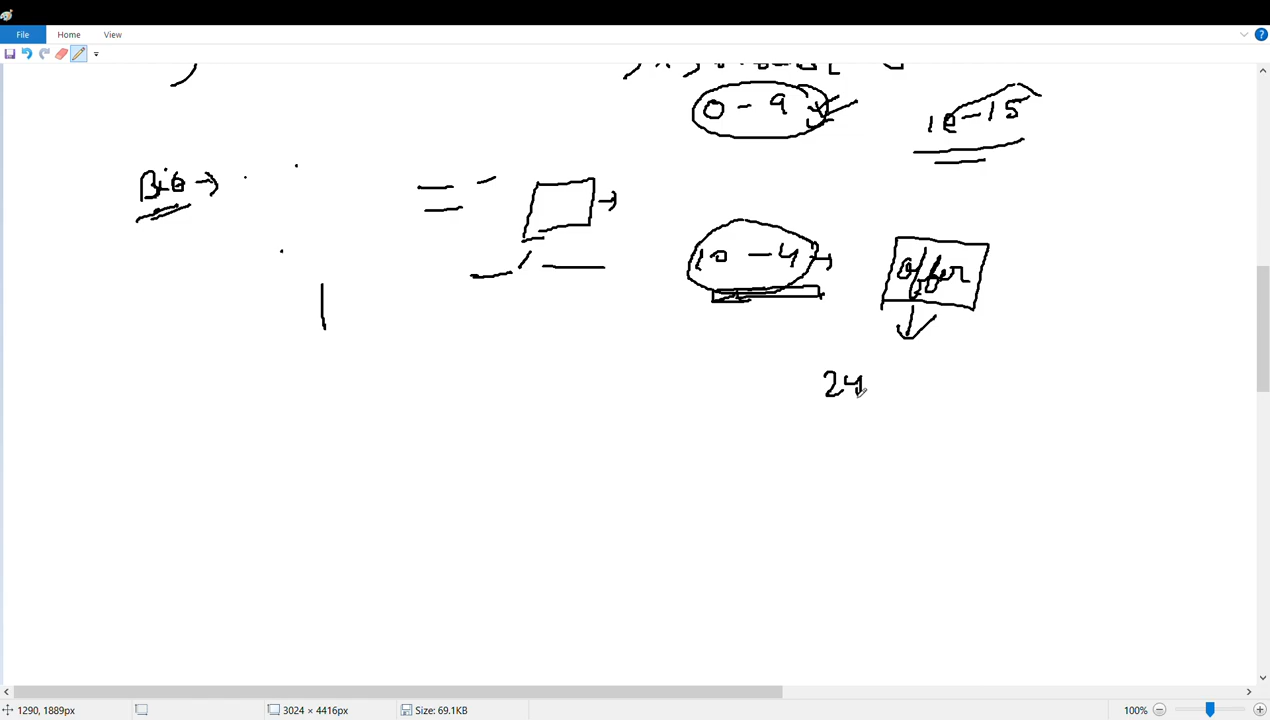 File Home View
0 - 9
10-15
Big →
10 - 4 →
offer
24
1290, 1889px 3024 × 4416px Size: 69.1KB 100%